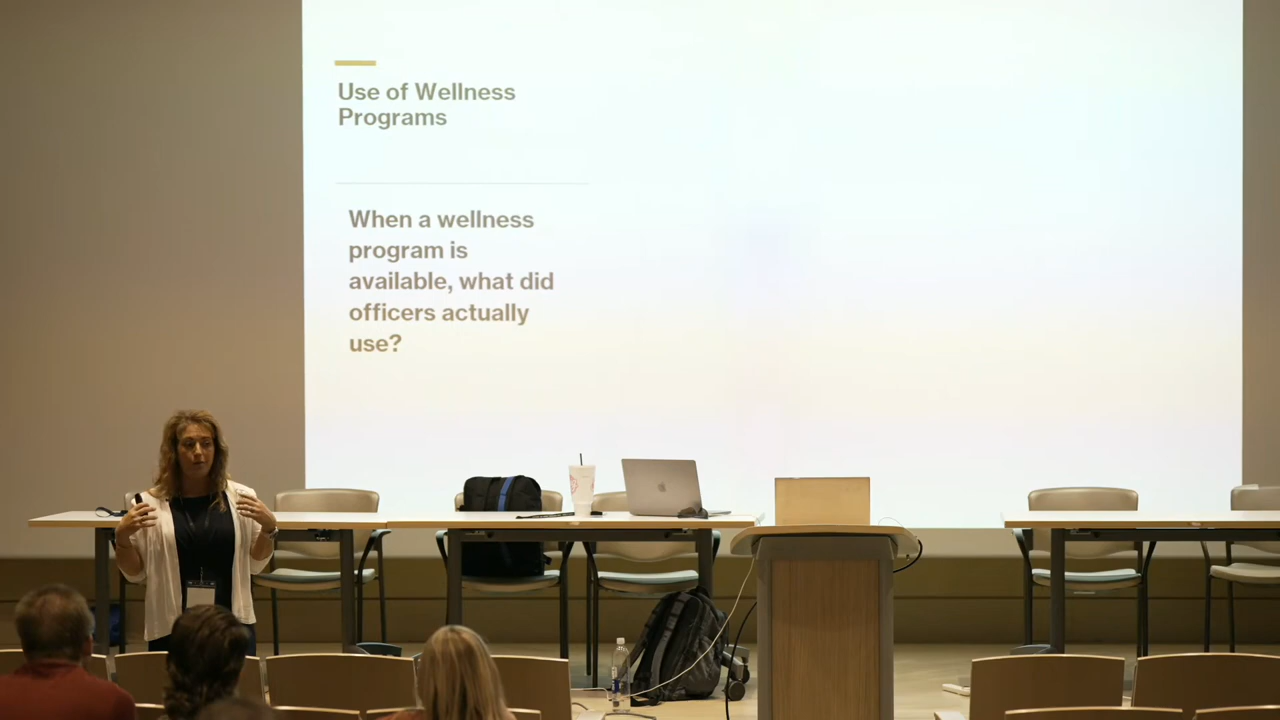 Use of Wellness
Programs
When a wellness
program is
available, what did
officers actually
use?